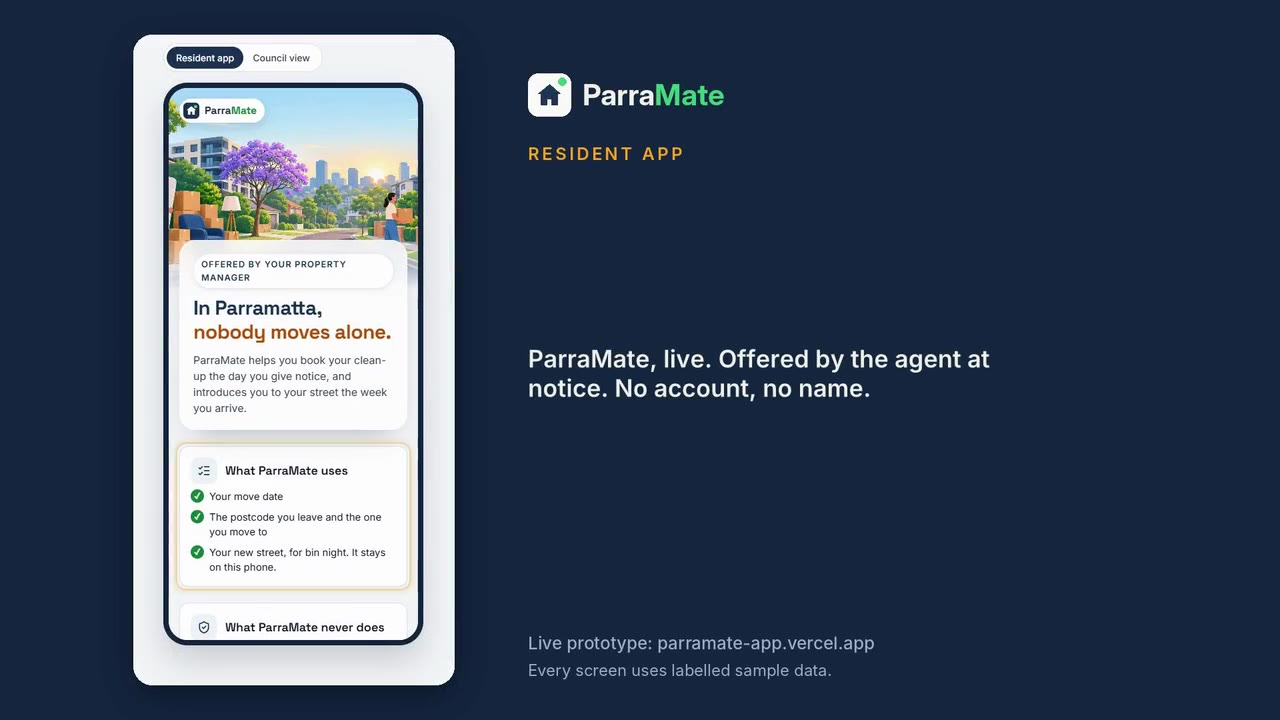 Resident app
Council view
ParraMate
OFFERED BY YOUR PROPERTY
MANAGER
In Parramatta,
nobody moves alone.
ParraMate helps you book your clean-
up the day you give notice, and
introduces you to your street the week
you arrive.
What ParraMate uses
Your move date
The postcode you leave and the one
you move to
Your new street, for bin night. It stays
on this phone.
What ParraMate never does
ParraMate
RESIDENT APP
ParraMate, live. Offered by the agent at
notice. No account, no name.
Live prototype: parramate-app.vercel.app
Every screen uses labelled sample data.